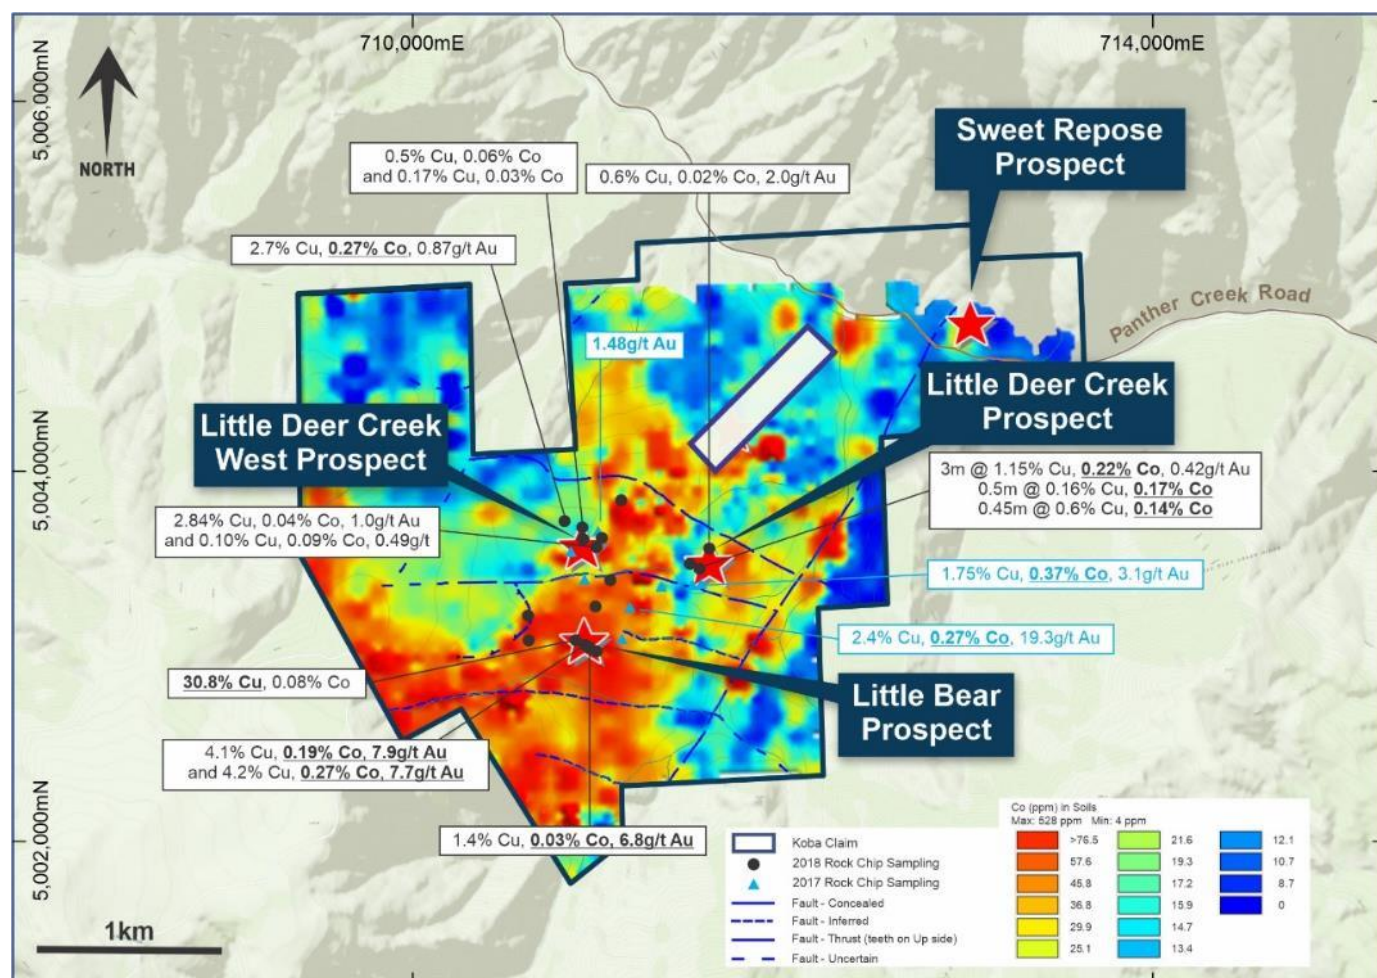 710,000mE
714,000mE
5,006,000mN
NORTH
Sweet Repose
Prospect
0.5% Cu, 0.06% Co
and 0.17% Cu, 0.03% Co
0.6% Cu, 0.02% Co, 2.0g/t Au
2.7% Cu, 0.27% Co, 0.87g/t Au
Panther Creek Road
1.48g/t Au
Little Deer Creek
Prospect
Little Deer Creek
West Prospect
5,004,000mN
3m @ 1.15% Cu, 0.22% Co, 0.42g/t Au
0.5m @ 0.16% Cu, 0.17% Co
0.45m @ 0.6% Cu, 0.14% Co
2.84% Cu, 0.04% Co, 1.0g/t Au
and 0.10% Cu, 0.09% Co, 0.49g/t
1.75% Cu, 0.37% Co, 3.1g/t Au
2.4% Cu, 0.27% Co, 19.3g/t Au
30.8% Cu, 0.08% Co
Little Bear
Prospect
4.1% Cu, 0.19% Co, 7.9g/t Au
and 4.2% Cu, 0.27% Co, 7.7g/t Au
5,002,000mN
1.4% Cu, 0.03% Co, 6.8g/t Au
1km
Koba Claim
2018 Rock Chip Sampling
2017 Rock Chip Sampling
Fault - Concealed
Fault - Inferred
Fault - Thrust (teeth on Up side)
Fault - Uncertain
Co (ppm) in Soils
Max: 528 ppm Min: 4 ppm
>76.5
57.6
45.8
36.8
29.9
25.1
21.6
19.3
17.2
15.9
14.7
13.4
12.1
10.7
8.7
0